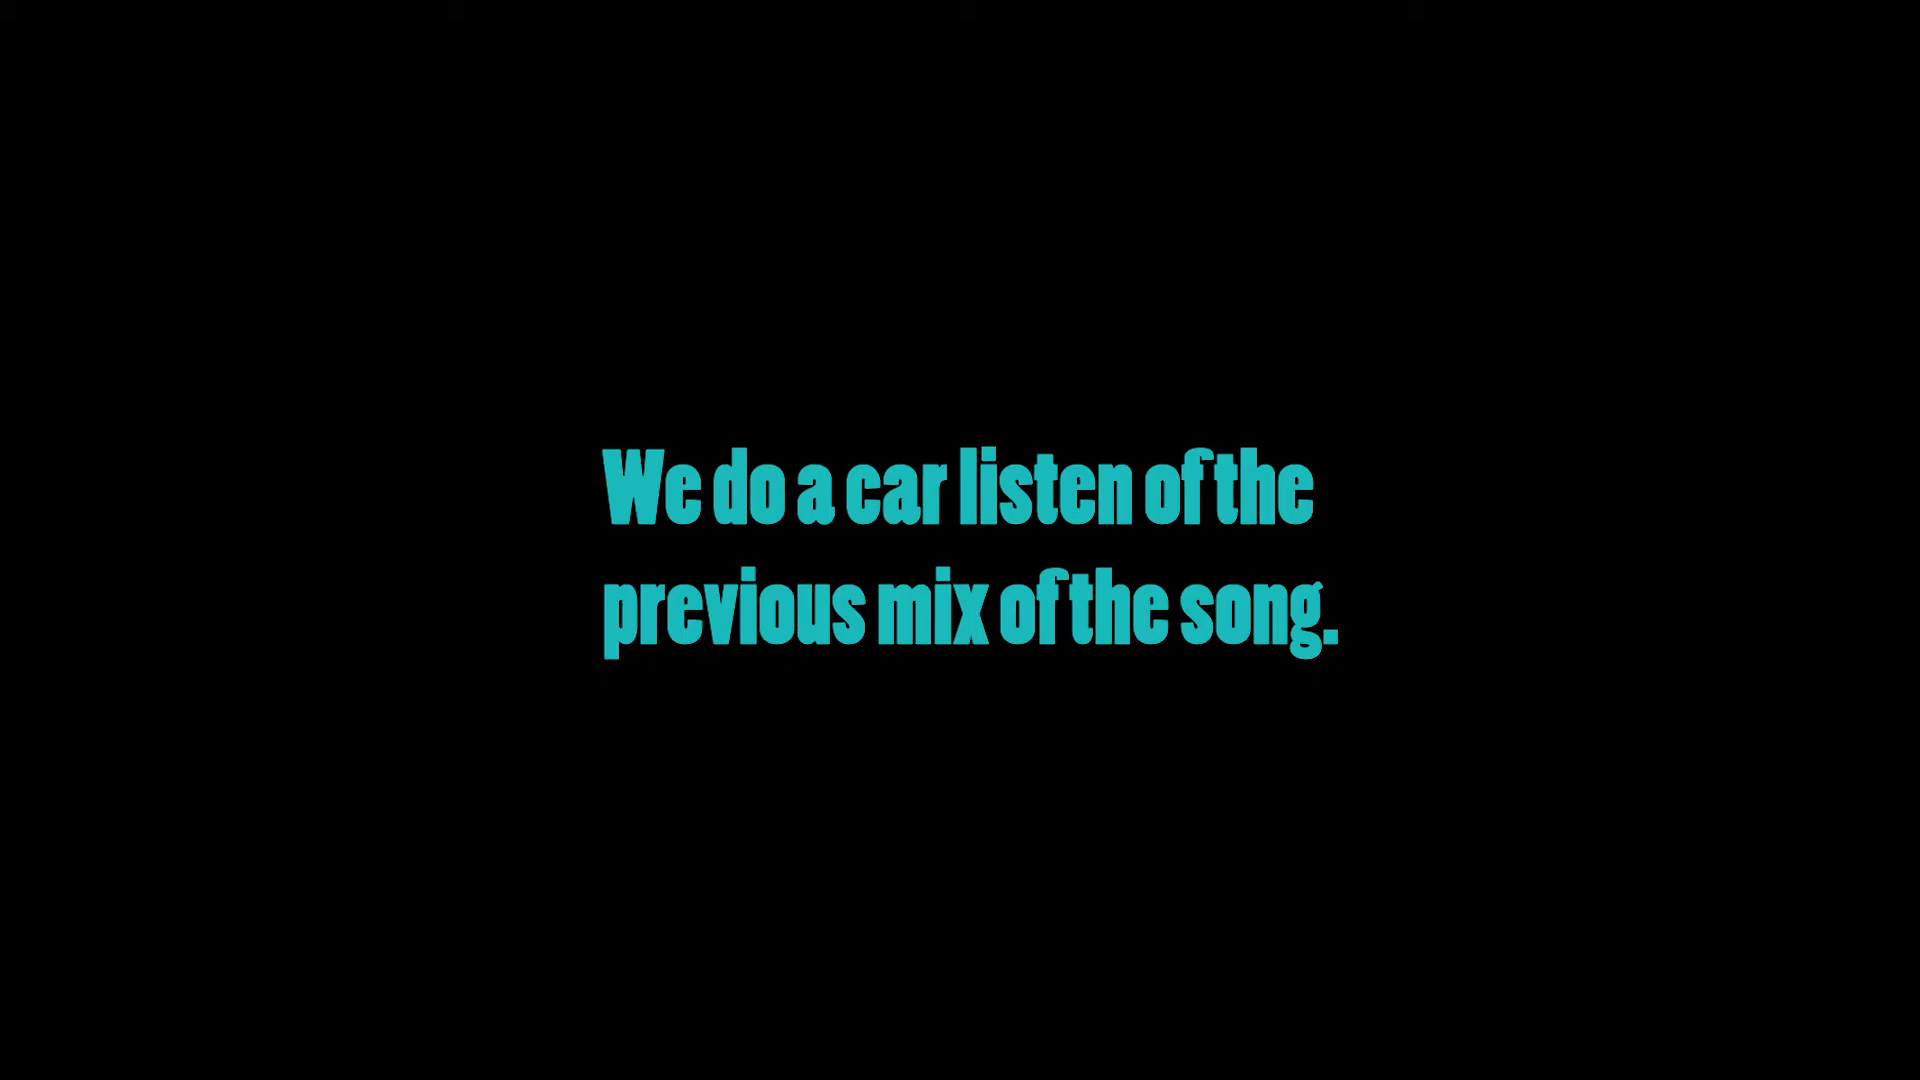 We do a car listen of the
previous mix of the song.